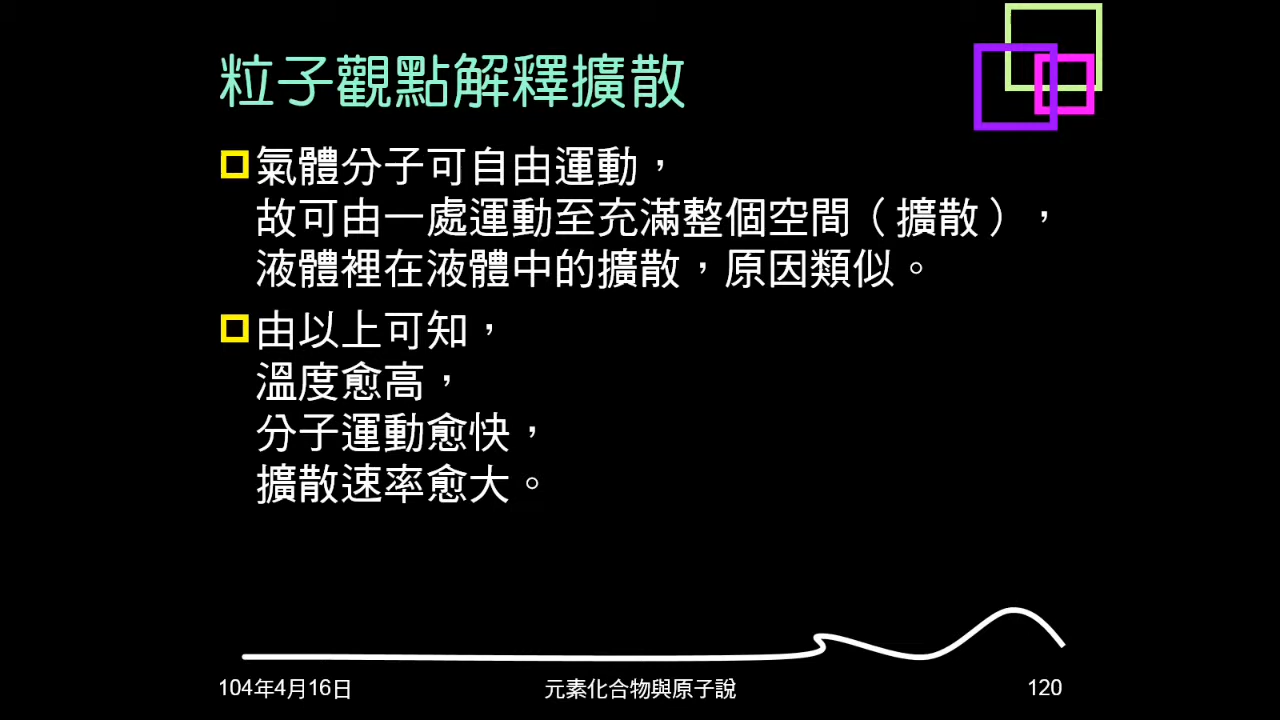 粒子觀點解釋擴散
氣體分子可自由運動，
故可由一處運動至充滿整個空間（擴散），
液體裡在液體中的擴散，原因類似。
由以上可知，
溫度愈高，
分子運動愈快，
擴散速率愈大。
104年4月16日
元素化合物與原子說
120